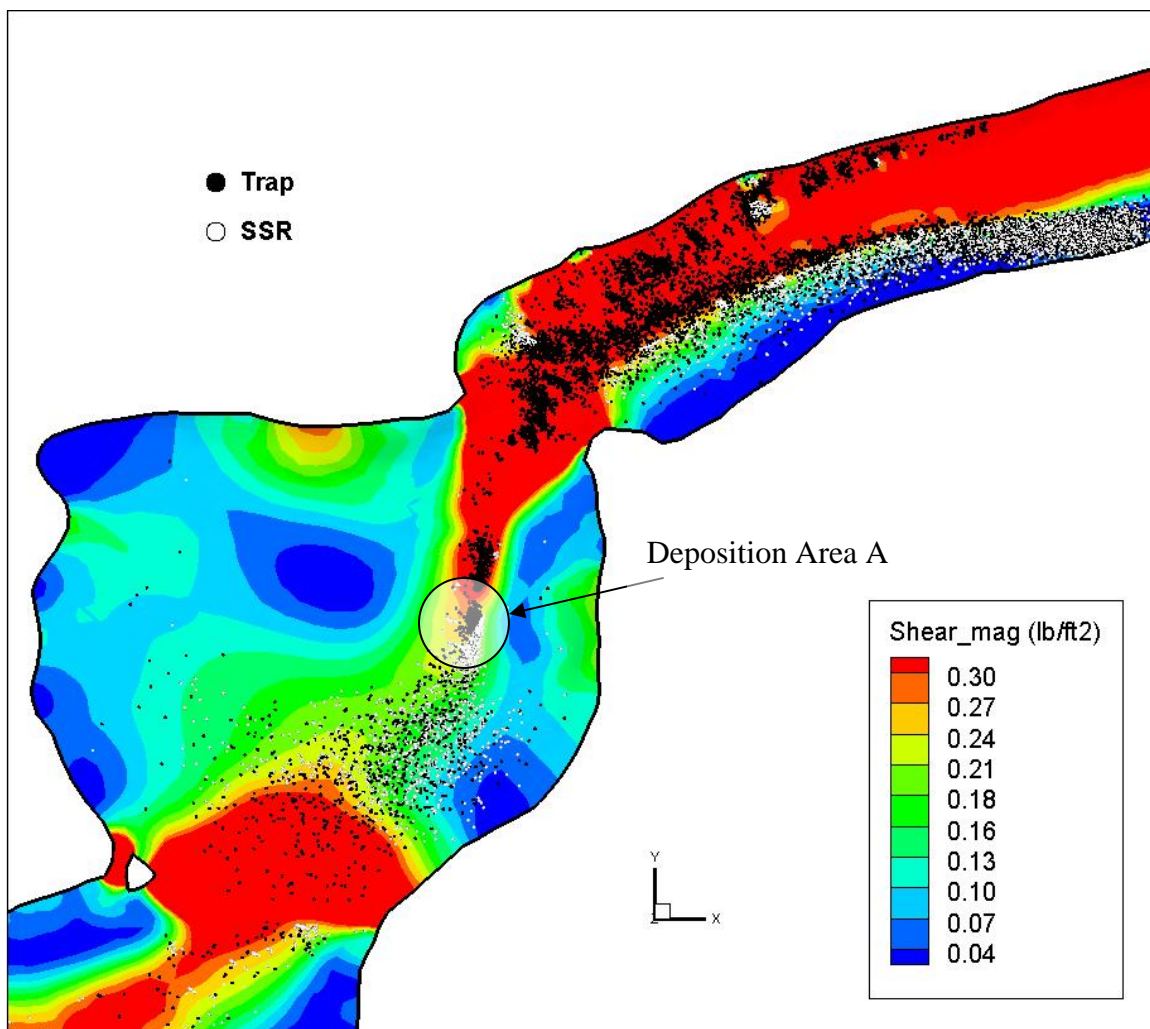 Trap
SSR
Deposition Area A
Shear_mag (lb/ft2)
0.30
0.27
0.24
0.21
0.18
0.16
0.13
0.10
0.07
0.04
Y
Z X